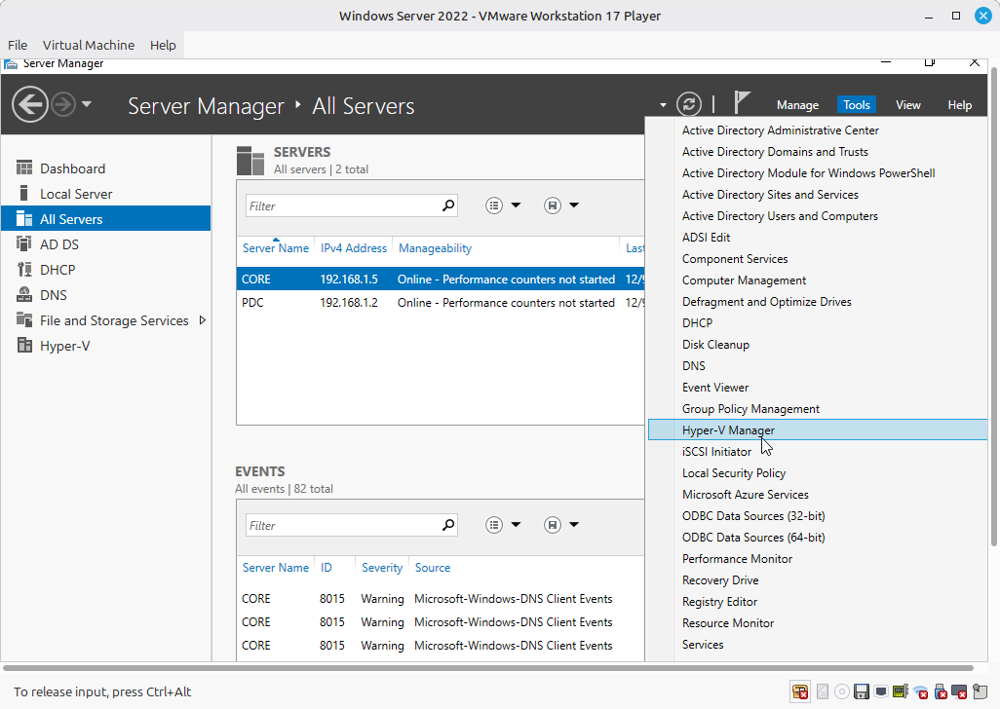 Windows Server 2022 - VMware Workstation 17 Player
File Virtual Machine Help
Server Manager
Server Manager ‣ All Servers
Manage Tools View Help
Dashboard
Local Server
All Servers
AD DS
DHCP
DNS
File and Storage Services
Hyper-V
SERVERS
All servers | 2 total
Filter
Server Name IPv4 Address Manageability Last
CORE 192.168.1.5 Online - Performance counters not started 12/9
PDC 192.168.1.2 Online - Performance counters not started 12/9
EVENTS
All events | 82 total
Filter
Server Name ID Severity Source
CORE 8015 Warning Microsoft-Windows-DNS Client Events
CORE 8015 Warning Microsoft-Windows-DNS Client Events
CORE 8015 Warning Microsoft-Windows-DNS Client Events
Active Directory Administrative Center
Active Directory Domains and Trusts
Active Directory Module for Windows PowerShell
Active Directory Sites and Services
Active Directory Users and Computers
ADSI Edit
Component Services
Computer Management
Defragment and Optimize Drives
DHCP
Disk Cleanup
DNS
Event Viewer
Group Policy Management
Hyper-V Manager
iSCSI Initiator
Local Security Policy
Microsoft Azure Services
ODBC Data Sources (32-bit)
ODBC Data Sources (64-bit)
Performance Monitor
Recovery Drive
Registry Editor
Resource Monitor
Services
To release input, press Ctrl+Alt